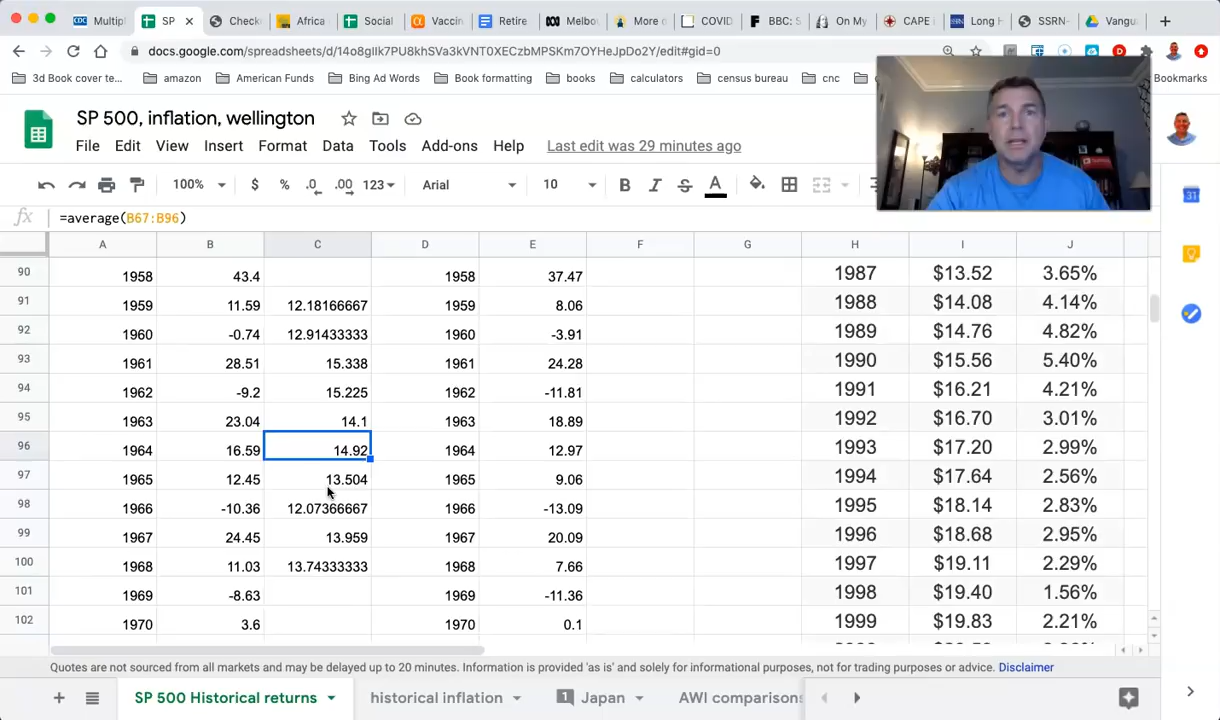 Multipl
SP
Check
Africa
Social
Vaccin
Retire
Melbou
More o
COVID
BBC: S
On My
CAPE
Long H
SSRN-
Vangu
docs.google.com/spreadsheets/d/
/edit#gid=0
3d Book cover te...
amazon
American Funds
Bing Ad Words
Book formatting
books
calculators
census bureau
cnc
Bookmarks
SP 500, inflation, wellington
File Edit View Insert Format Data Tools Add-ons Help Last edit was 29 minutes ago
100% $ % .0 .00 123 Arial 10 B I S A
fx =average(B67:B96)
A B C D E F G H I J
90 1958 43.4 1958 37.47 1987 $13.52 3.65%
91 1959 11.59 12.18166667 1959 8.06 1988 $14.08 4.14%
92 1960 -0.74 12.91433333 1960 -3.91 1989 $14.76 4.82%
93 1961 28.51 15.338 1961 24.28 1990 $15.56 5.40%
94 1962 -9.2 15.225 1962 -11.81 1991 $16.21 4.21%
95 1963 23.04 14.1 1963 18.89 1992 $16.70 3.01%
96 1964 16.59 14.92 1964 12.97 1993 $17.20 2.99%
97 1965 12.45 13.504 1965 9.06 1994 $17.64 2.56%
98 1966 -10.36 12.07366667 1966 -13.09 1995 $18.14 2.83%
99 1967 24.45 13.959 1967 20.09 1996 $18.68 2.95%
100 1968 11.03 13.74333333 1968 7.66 1997 $19.11 2.29%
101 1969 -8.63 1969 -11.36 1998 $19.40 1.56%
102 1970 3.6 1970 0.1 1999 $19.83 2.21%
Quotes are not sourced from all markets and may be delayed up to 20 minutes. Information is provided 'as is' and solely for informational purposes, not for trading purposes or advice. Disclaimer
SP 500 Historical returns
historical inflation
1 Japan
AWI comparisons